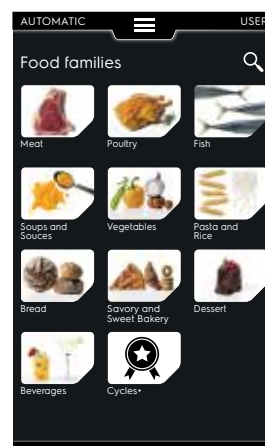 AUTOMATIC USER
Food families
Meat Poultry Fish
Soups and Souces Vegetables Pasta and Rice
Bread Savory and Sweet Bakery Dessert
Beverages Cycles+